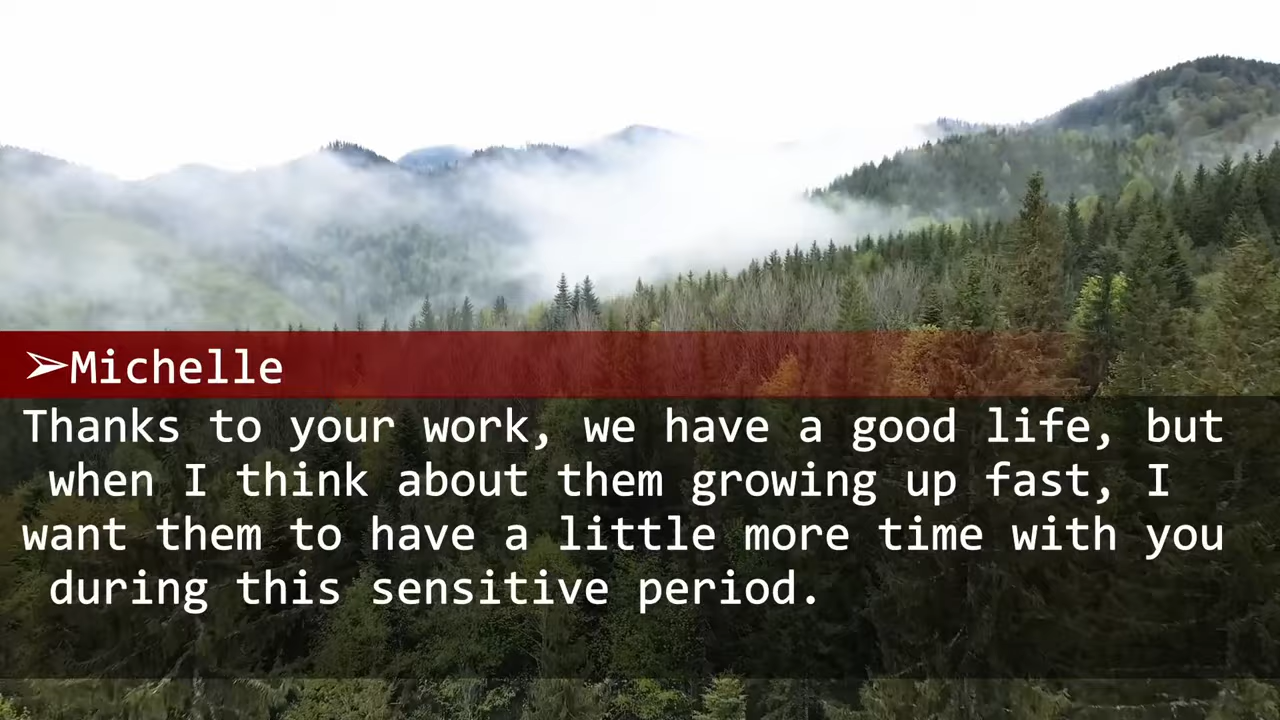 ➢Michelle
Thanks to your work, we have a good life, but
when I think about them growing up fast, I
want them to have a little more time with you
during this sensitive period.